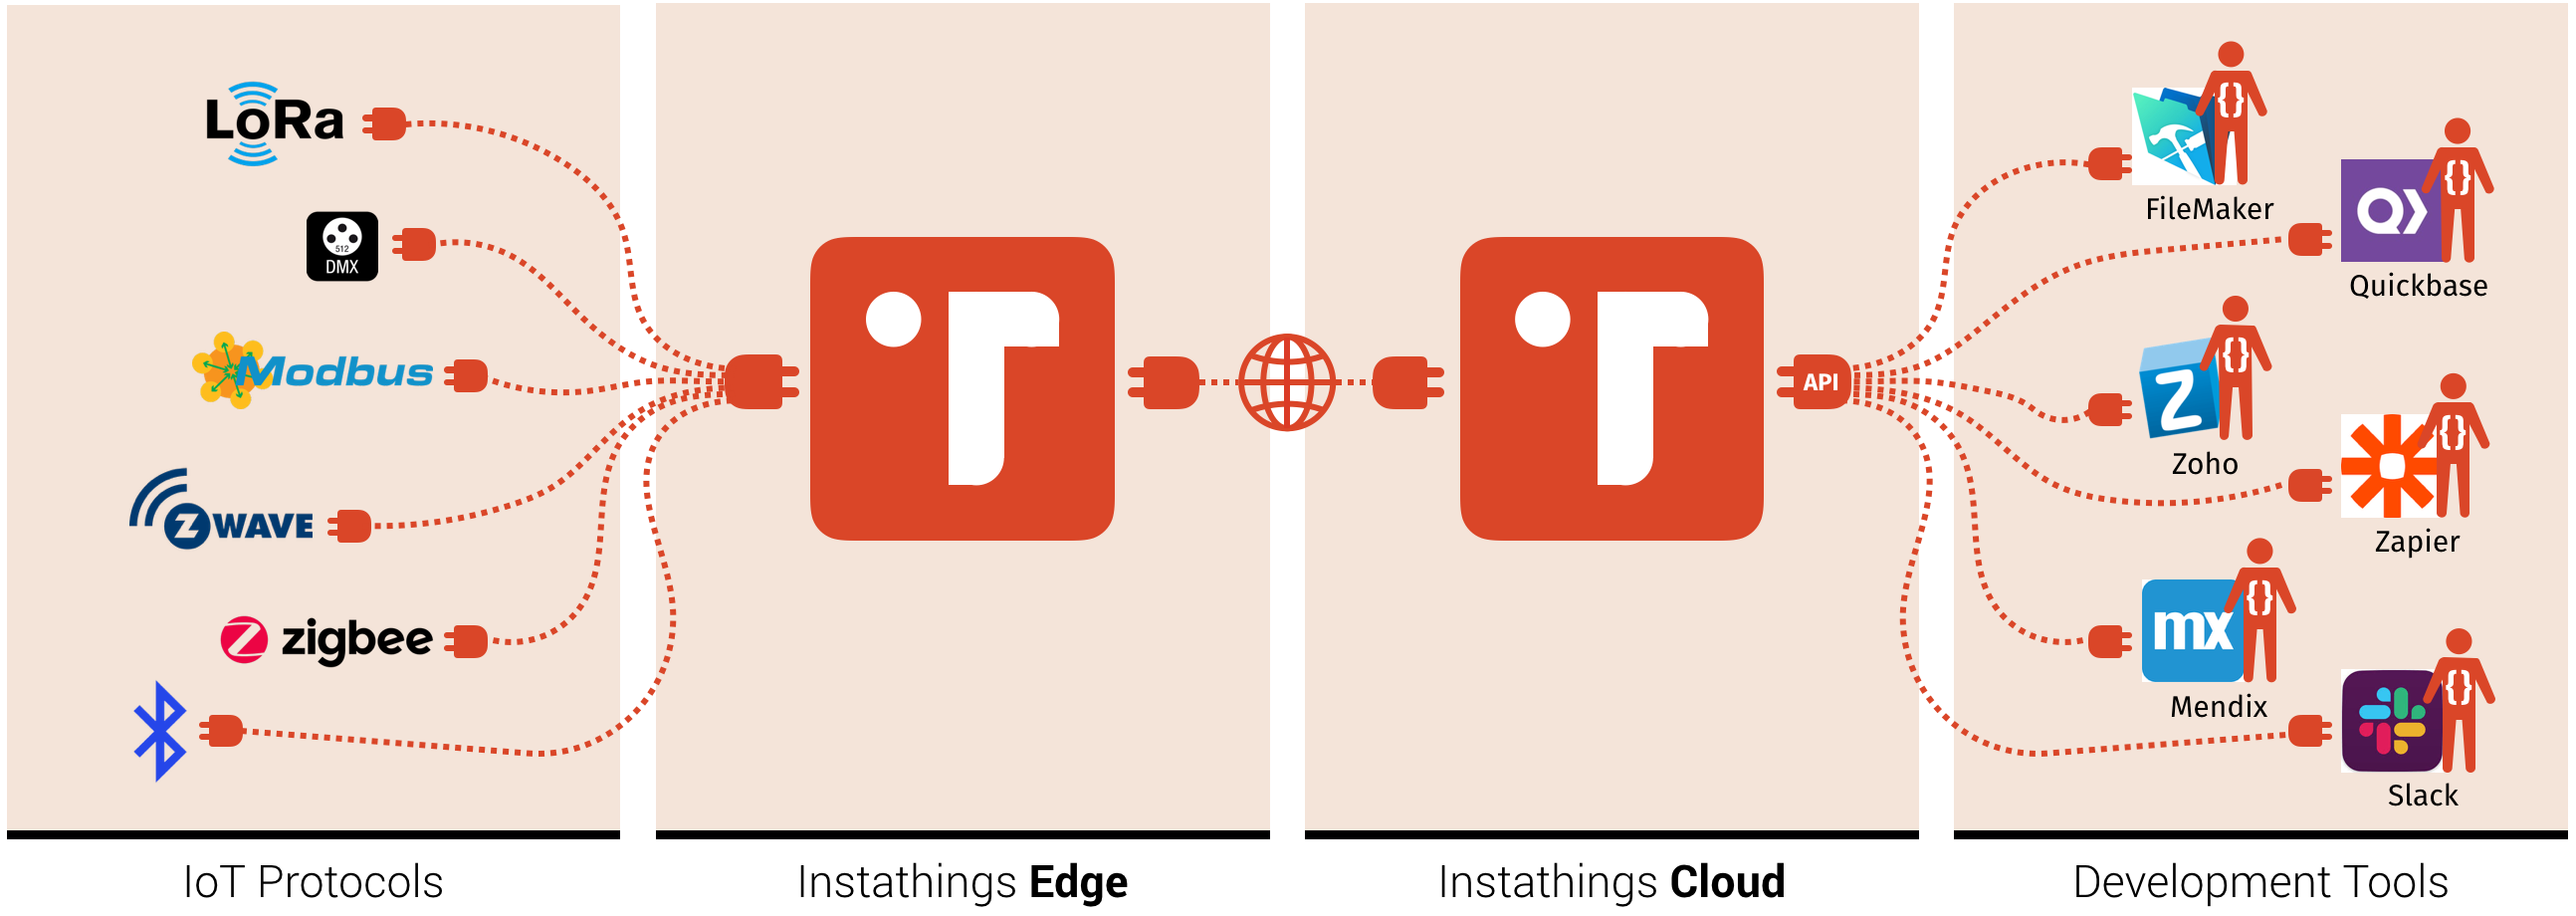 LoRa
512
DMX
Modbus
Z WAVE
zigbee
API
{}
FileMaker
{}
Quickbase
{}
Zoho
{}
Zapier
mx
{}
Mendix
{}
Slack
IoT Protocols
Instathings Edge
Instathings Cloud
Development Tools